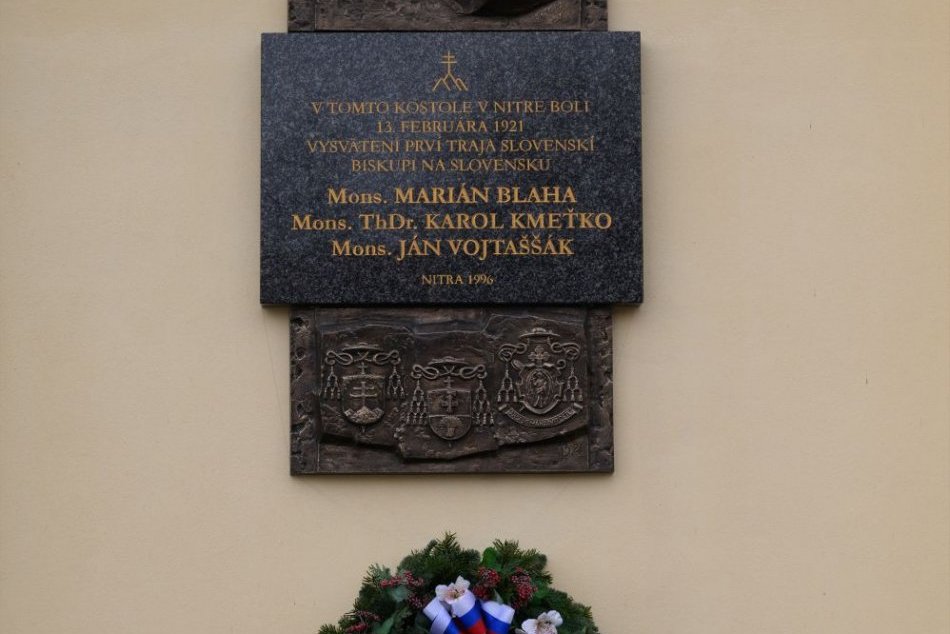 V TOMTO KOSTOLE V NITRE BOLI
13. FEBRUÁRA 1921
VYSVÄTENÍ PRVÍ TRAJA SLOVENSKÍ
BISKUPI NA SLOVENSKU
Mons. MARIÁN BLAHA
Mons. ThDr. KAROL KMEŤKO
Mons. JÁN VOJTAŠŠÁK
NITRA 1996